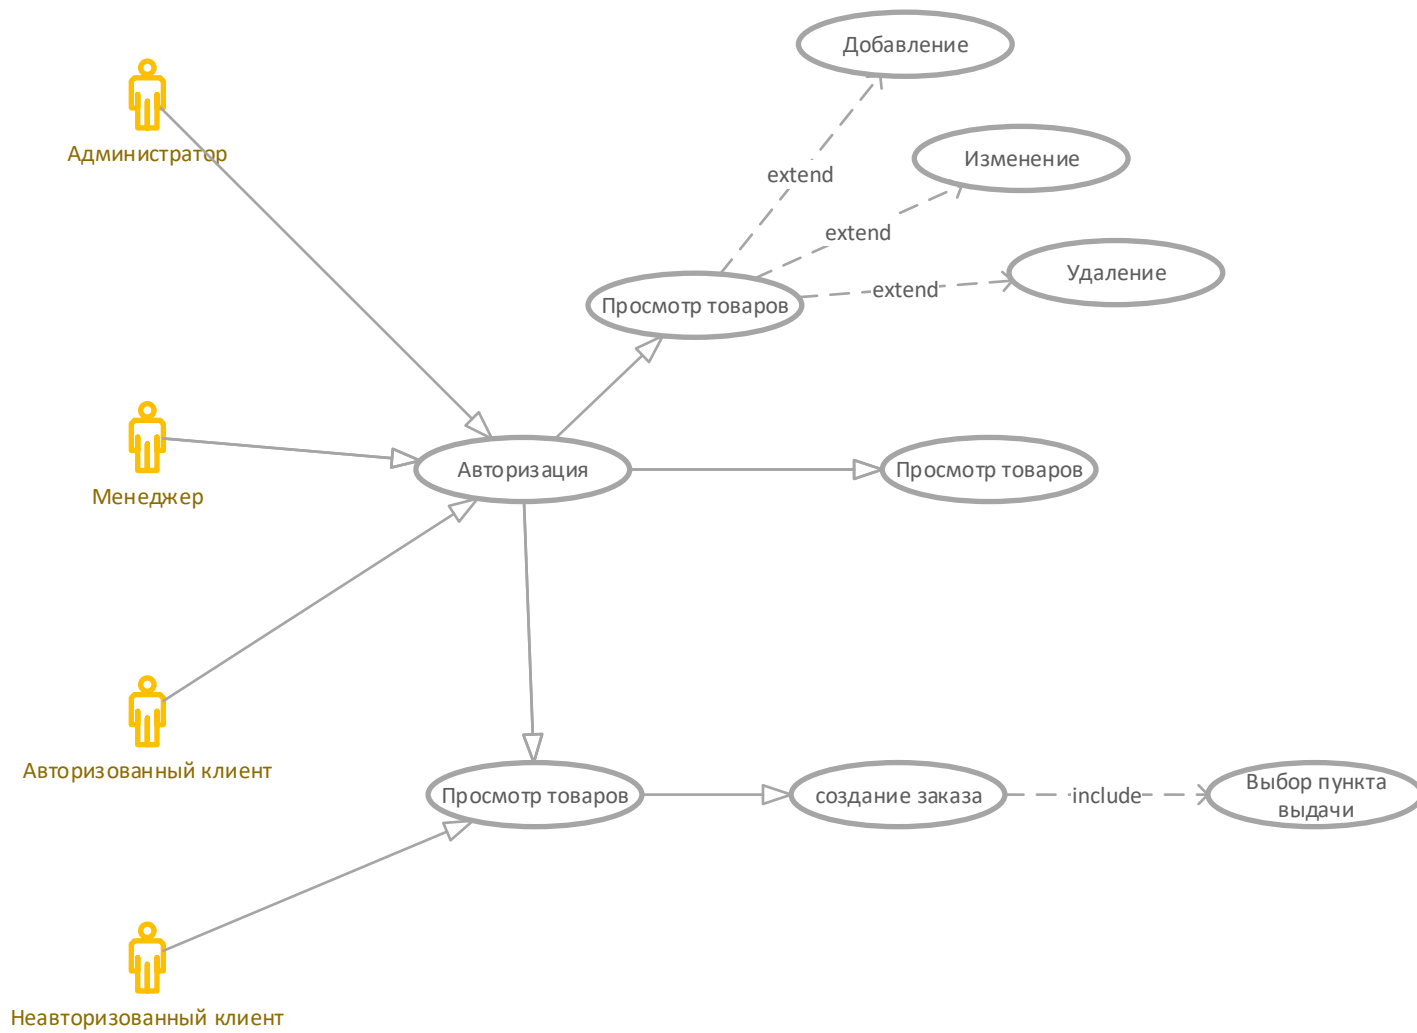 Добавление
Администратор
Изменение
extend
extend
Удаление
extend
Просмотр товаров
Менеджер
Авторизация
Просмотр товаров
Авторизованный клиент
Просмотр товаров
создание заказа
include
Выбор пункта
выдачи
Неавторизованный клиент